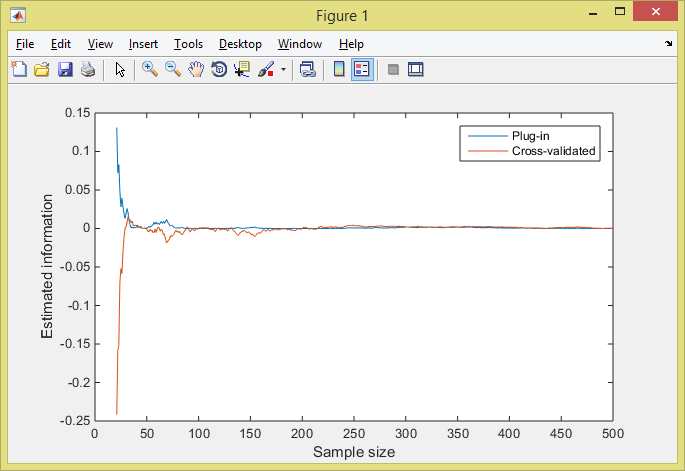 Figure 1
File Edit View Insert Tools Desktop Window Help
0.15
0.1
0.05
0
-0.05
-0.1
-0.15
-0.2
-0.25
Estimated information
Plug-in
Cross-validated
0 50 100 150 200 250 300 350 400 450 500
Sample size